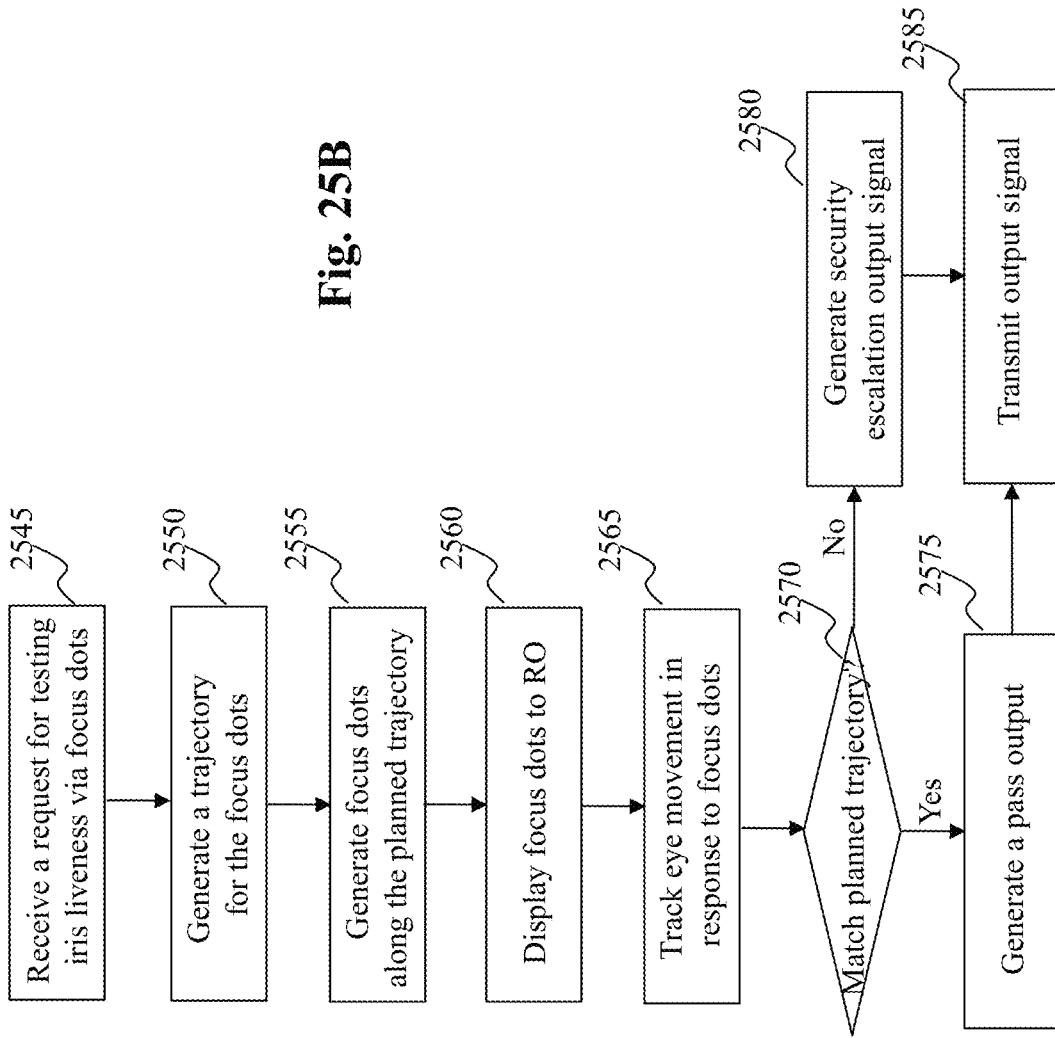 Fig. 25B
2545
Receive a request for testing
iris liveness via focus dots
2550
Generate a trajectory
for the focus dots
2555
Generate focus dots
along the planned trajectory
2560
Display focus dots to RO
2565
Track eye movement in
response to focus dots
2570
Match planned trajectory?
No
Yes
2580
Generate security
escalation output signal
2575
Generate a pass output
2585
Transmit output signal